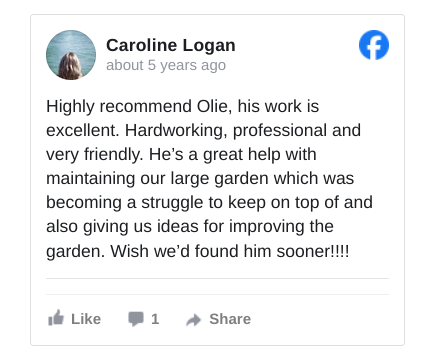 Caroline Logan
about 5 years ago
Highly recommend Olie, his work is
excellent. Hardworking, professional and
very friendly. He’s a great help with
maintaining our large garden which was
becoming a struggle to keep on top of and
also giving us ideas for improving the
garden. Wish we’d found him sooner!!!!
Like 1 Share